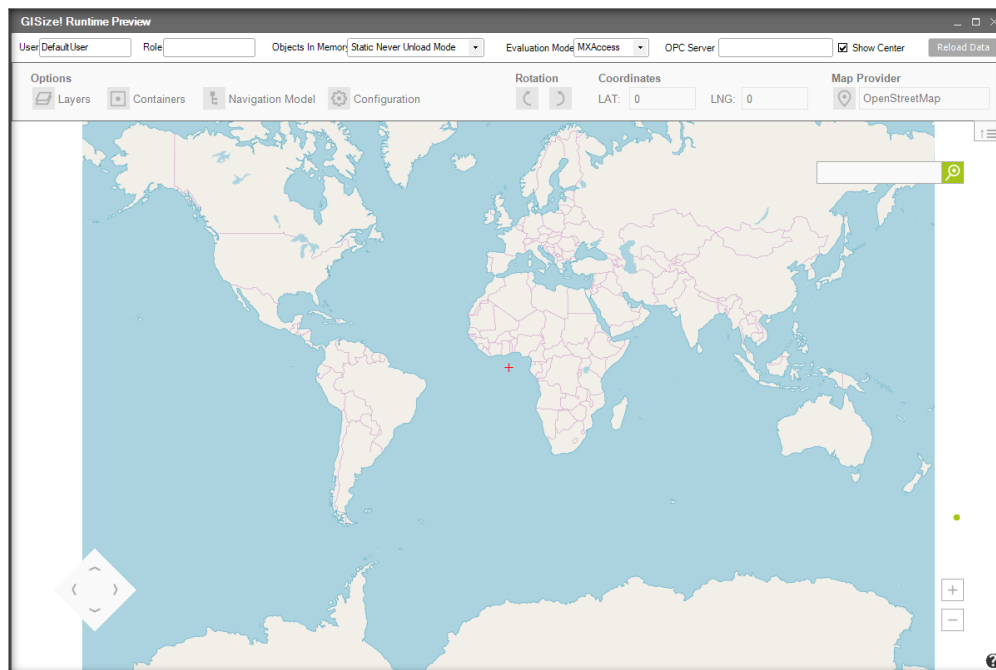 GISize! Runtime Preview
User DefaultUser Role Objects In Memory Static Never Unload Mode Evaluation Mode MXAccess OPC Server Show Center Reload Data
Options Rotation Coordinates Map Provider
Layers Containers Navigation Model Configuration LAT: 0 LNG: 0 OpenStreetMap